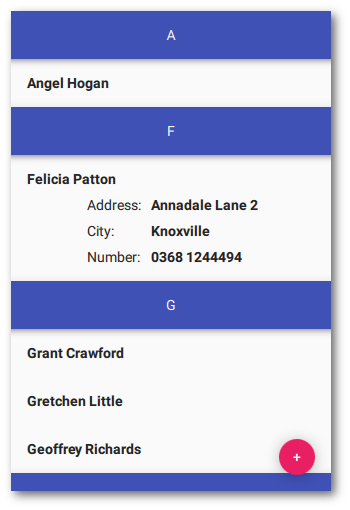 A
Angel Hogan
F
Felicia Patton
Address: Annadale Lane 2
City: Knoxville
Number: 0368 1244494
G
Grant Crawford
Gretchen Little
Geoffrey Richards
+